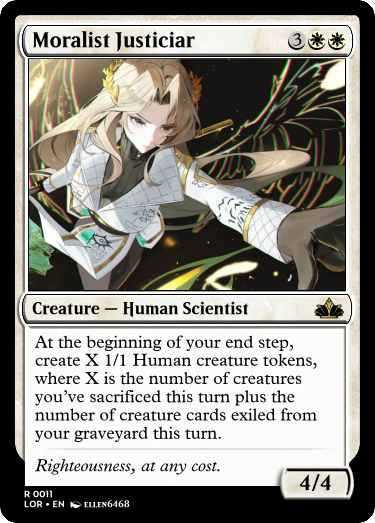 Moralist Justiciar 3
Creature — Human Scientist
At the beginning of your end step,
create X 1/1 Human creature tokens,
where X is the number of creatures
you've sacrificed this turn plus the
number of creature cards exiled from
your graveyard this turn.
Righteousness, at any cost.
4/4
R 0011
LOR • EN ELLEN6468